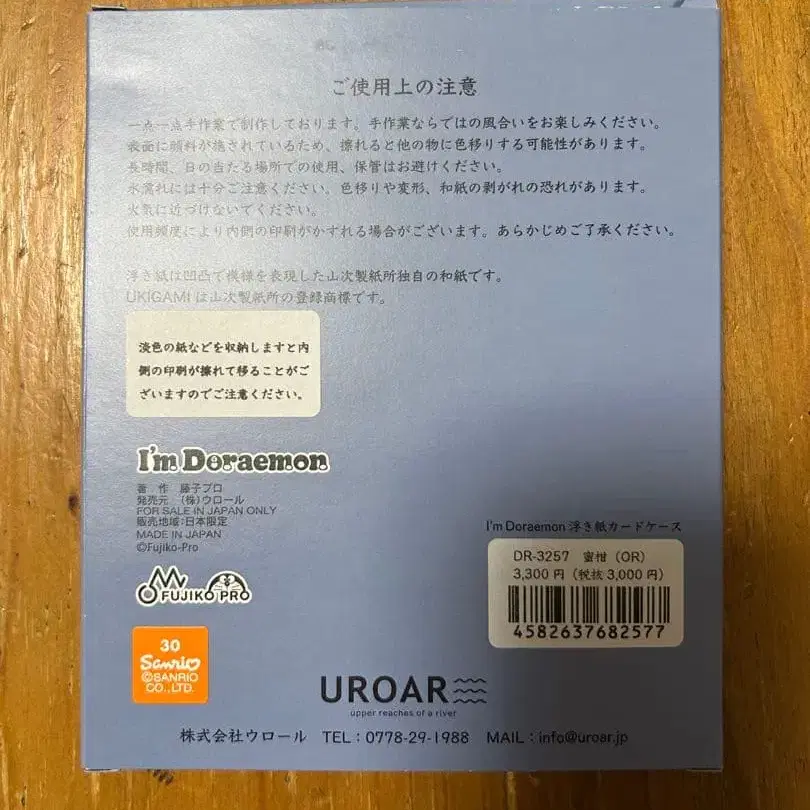 ご使用上の注意
一点一点手作業で制作しております。手作業ならではの風合いをお楽しみください。
表面に顔料が施されているため、擦れると他の物に色移りする可能性があります。
長時間、日の当たる場所での使用、保管はお避けください。
水濡れには十分ご注意ください。色移りや変形、和紙の剥がれの恐れがあります。
火気に近づけないでください。
使用頻度により内側の印刷がかすれる場合がございます。あらかじめご了承ください。
浮き紙は凹凸で模様を表現した山次製紙所独自の和紙です。
UKIGAMI は山次製紙所の登録商標です。
淡色の紙などを収納しますと内
側の印刷が擦れて移ることがご
ざいますのでご注意ください。
I'm Doraemon
著　作　藤子プロ
発売元　(株)ウロール
FOR SALE IN JAPAN ONLY
販売地域:日本限定
MADE IN JAPAN
©Fujiko-Pro
FUJIKO PRO
30
Sanrio
©SANRIO
CO.,LTD.
I'm Doraemon 浮き紙カードケース
DR-3257　蜜柑（OR）
3,300円（税抜 3,000円）
4582637682577
UROAR
upper reaches of a river
株式会社ウロール　TEL：0778-29-1988　MAIL：info@uroar.jp